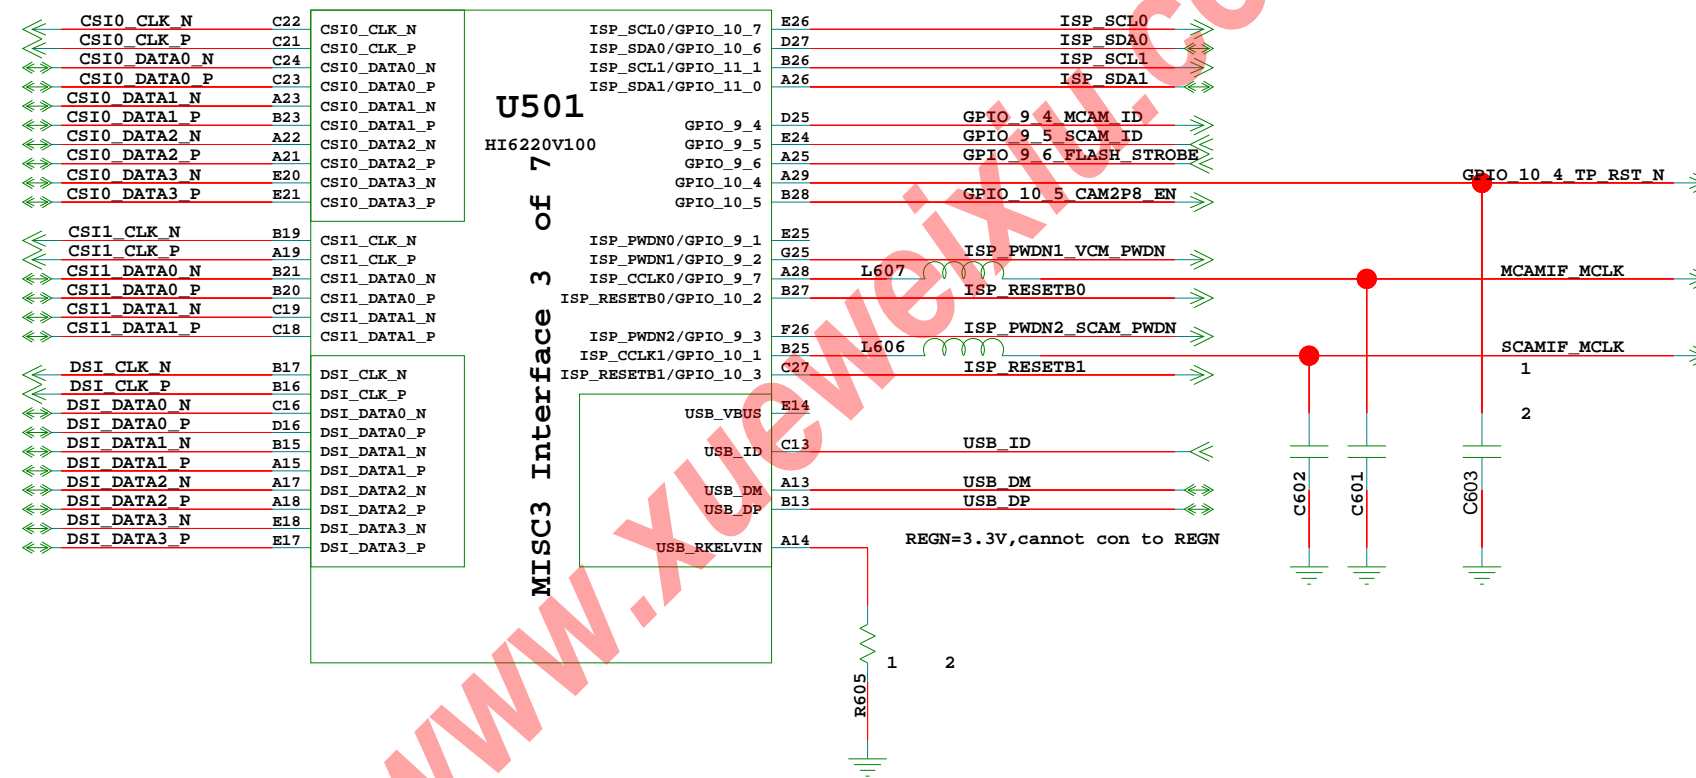 CSI0_CLK_N C22 CSI0_CLK_N
CSI0_CLK_P C21 CSI0_CLK_P
CSI0_DATA0_N C24 CSI0_DATA0_N
CSI0_DATA0_P C23 CSI0_DATA0_P
CSI0_DATA1_N A23 CSI0_DATA1_N
CSI0_DATA1_P B23 CSI0_DATA1_P
CSI0_DATA2_N A22 CSI0_DATA2_N
CSI0_DATA2_P A21 CSI0_DATA2_P
CSI0_DATA3_N E20 CSI0_DATA3_N
CSI0_DATA3_P E21 CSI0_DATA3_P
CSI1_CLK_N B19 CSI1_CLK_N
CSI1_CLK_P A19 CSI1_CLK_P
CSI1_DATA0_N B21 CSI1_DATA0_N
CSI1_DATA0_P B20 CSI1_DATA0_P
CSI1_DATA1_N C19 CSI1_DATA1_N
CSI1_DATA1_P C18 CSI1_DATA1_P
DSI_CLK_N B17 DSI_CLK_N
DSI_CLK_P B16 DSI_CLK_P
DSI_DATA0_N C16 DSI_DATA0_N
DSI_DATA0_P D16 DSI_DATA0_P
DSI_DATA1_N B15 DSI_DATA1_N
DSI_DATA1_P A15 DSI_DATA1_P
DSI_DATA2_N A17 DSI_DATA2_N
DSI_DATA2_P A18 DSI_DATA2_P
DSI_DATA3_N E18 DSI_DATA3_N
DSI_DATA3_P E17 DSI_DATA3_P
U501
HI6220V100
MISC3 Interface 3 of 7
ISP_SCL0/GPIO_10_7 E26 ISP_SCL0
ISP_SDA0/GPIO_10_6 D27 ISP_SDA0
ISP_SCL1/GPIO_11_1 B26 ISP_SCL1
ISP_SDA1/GPIO_11_0 A26 ISP_SDA1
GPIO_9_4 D25 GPIO_9_4_MCAM_ID
GPIO_9_5 E24 GPIO_9_5_SCAM_ID
GPIO_9_6 A25 GPIO_9_6_FLASH_STROBE
GPIO_10_4 A29 GPIO_10_4_TP_RST_N
GPIO_10_5 B28 GPIO_10_5_CAM2P8_EN
ISP_PWDN0/GPIO_9_1 E25
ISP_PWDN1/GPIO_9_2 G25 ISP_PWDN1_VCM_PWDN
ISP_CCLK0/GPIO_9_7 A28 L607 MCAMIF_MCLK
ISP_RESETB0/GPIO_10_2 B27 ISP_RESETB0
ISP_PWDN2/GPIO_9_3 F26 ISP_PWDN2_SCAM_PWDN
ISP_CCLK1/GPIO_10_1 B25 L606 SCAMIF_MCLK
ISP_RESETB1/GPIO_10_3 C27 ISP_RESETB1
1
2
USB_VBUS E14
USB_ID C13 USB_ID
USB_DM A13 USB_DM
USB_DP B13 USB_DP
USB_RKELVIN A14
REGN=3.3V,cannot con to REGN
C602
C601
C603
R605
1 2
www.xueweixiu.co